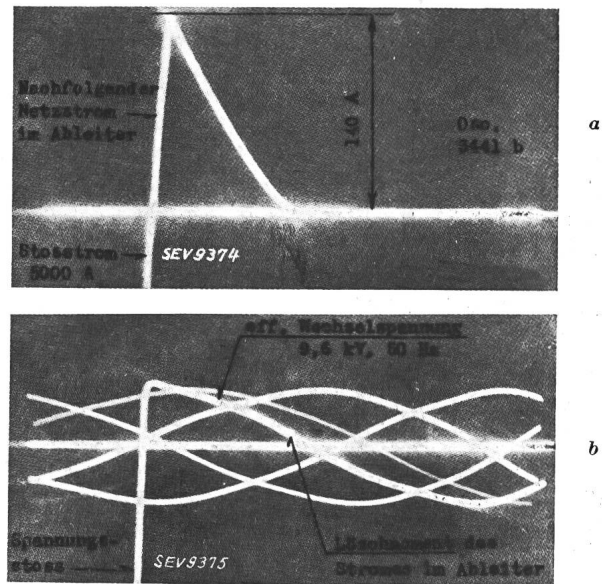 Nachfolgender
Netzstrom
im Ableiter
140 A
Osc.
3441 b
a
Stossstrom
5000 A
SEV9374
eff. Wechselspannung
9,6 kV, 50 Hz
b
Spannungs-
stoss
SEV9375
Löschmoment des
Stromes im Ableiter